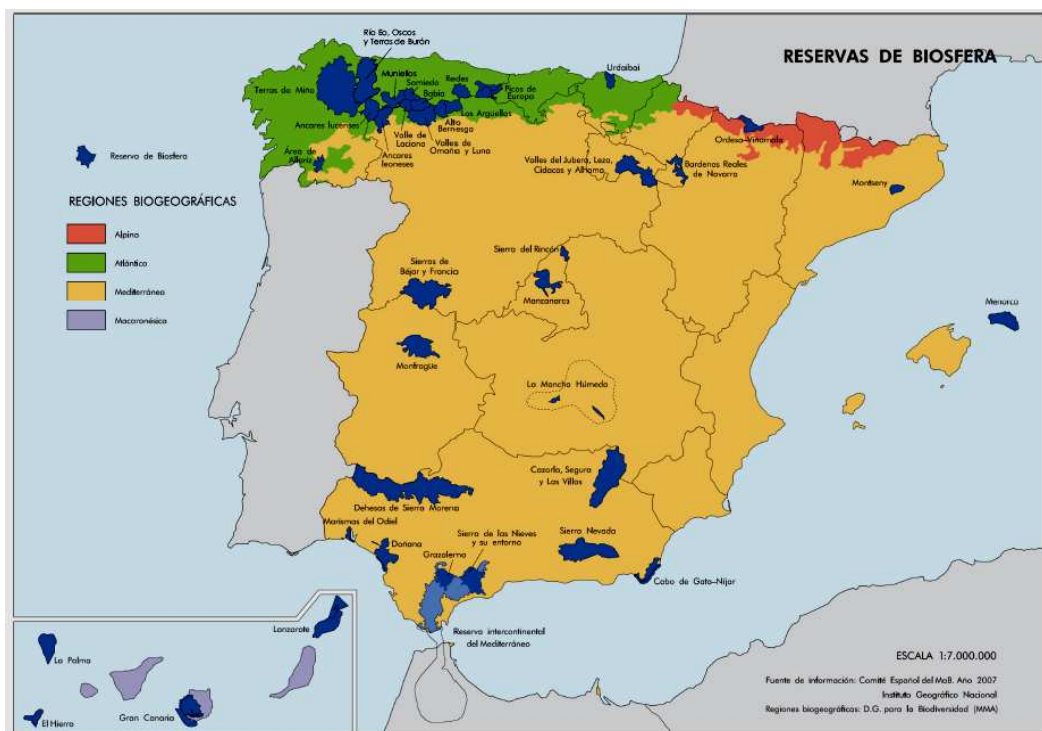 RESERVAS DE BIOSFERA
Río Eo, Oscos
y Terras de Burón
Muniellos
Somiedo
Babia
Redes
Picos de
Europa
Urdaibai
Terras do Miño
Ancares lucenses
Valle de
Laciana
Ancares
leoneses
Alto
Bernesga
Los Argüellos
Valles de
Omaña y Luna
Área de
Allariz
Ordesa-Viñamala
Valles del Jubera, Leza,
Cidacos y Alhama
Bardenas Reales
de Navarra
Montseny
Reserva de Biosfera
REGIONES BIOGEOGRÁFICAS
Alpina
Atlántica
Mediterránea
Macaronésica
Sierra del Rincón
Sierras de
Béjar y Francia
Manzanares
Menorca
Monfragüe
La Mancha Húmeda
Cazorla, Segura
y Las Villas
Dehesas de Sierra Morena
Marismas del Odiel
Doñana
Sierra de las Nieves
y su entorno
Grazalema
Sierra Nevada
Cabo de Gato-Níjar
Reserva intercontinental
del Mediterráneo
Lanzarote
La Palma
El Hierro
Gran Canaria
ESCALA 1:7.000.000
Fuente de información: Comité Español del MaB. Año 2007
Instituto Geográfico Nacional
Regiones biogeográficas: D.G. para la Biodiversidad (MMA)